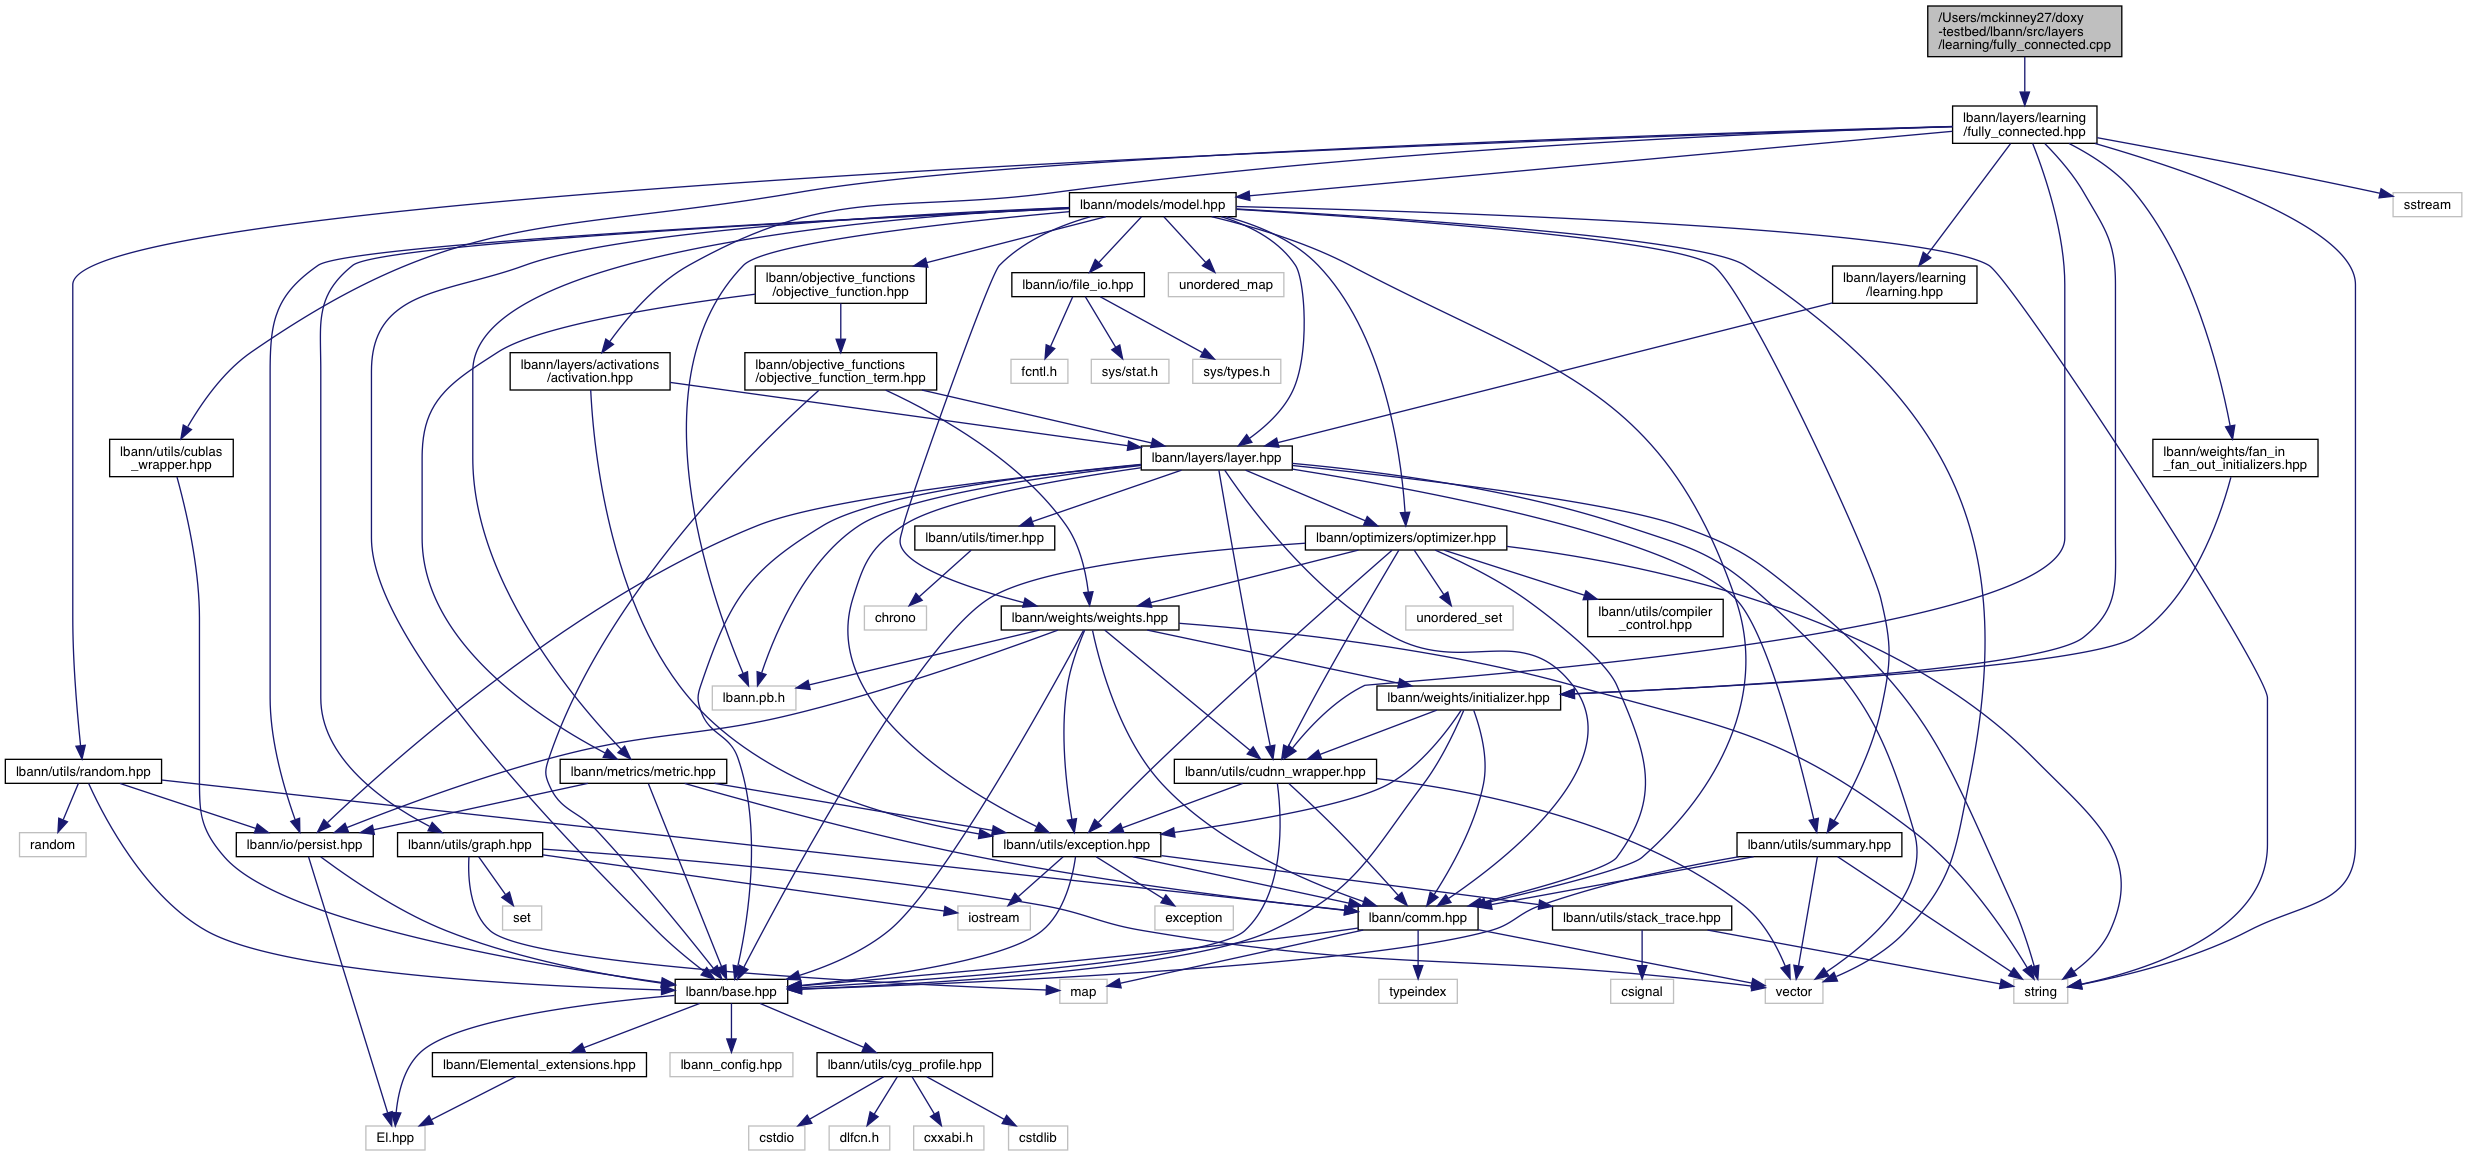 /Users/mckinney27/doxy
-testbed/lbann/src/layers
/learning/fully_connected.cpp
lbann/layers/learning
/fully_connected.hpp
lbann/models/model.hpp
sstream
lbann/objective_functions
/objective_function.hpp
lbann/io/file_io.hpp
unordered_map
lbann/layers/learning
/learning.hpp
lbann/layers/activations
/activation.hpp
lbann/objective_functions
/objective_function_term.hpp
fcntl.h
sys/stat.h
sys/types.h
lbann/utils/cublas
_wrapper.hpp
lbann/layers/layer.hpp
lbann/weights/fan_in
_fan_out_initializers.hpp
lbann/utils/timer.hpp
lbann/optimizers/optimizer.hpp
chrono
lbann/weights/weights.hpp
unordered_set
lbann/utils/compiler
_control.hpp
lbann.pb.h
lbann/weights/initializer.hpp
lbann/utils/random.hpp
lbann/metrics/metric.hpp
lbann/utils/cudnn_wrapper.hpp
random
lbann/io/persist.hpp
lbann/utils/graph.hpp
lbann/utils/exception.hpp
lbann/utils/summary.hpp
set
iostream
exception
lbann/comm.hpp
lbann/utils/stack_trace.hpp
lbann/base.hpp
map
typeindex
csignal
vector
string
lbann/Elemental_extensions.hpp
lbann_config.hpp
lbann/utils/cyg_profile.hpp
El.hpp
cstdio
dlfcn.h
cxxabi.h
cstdlib